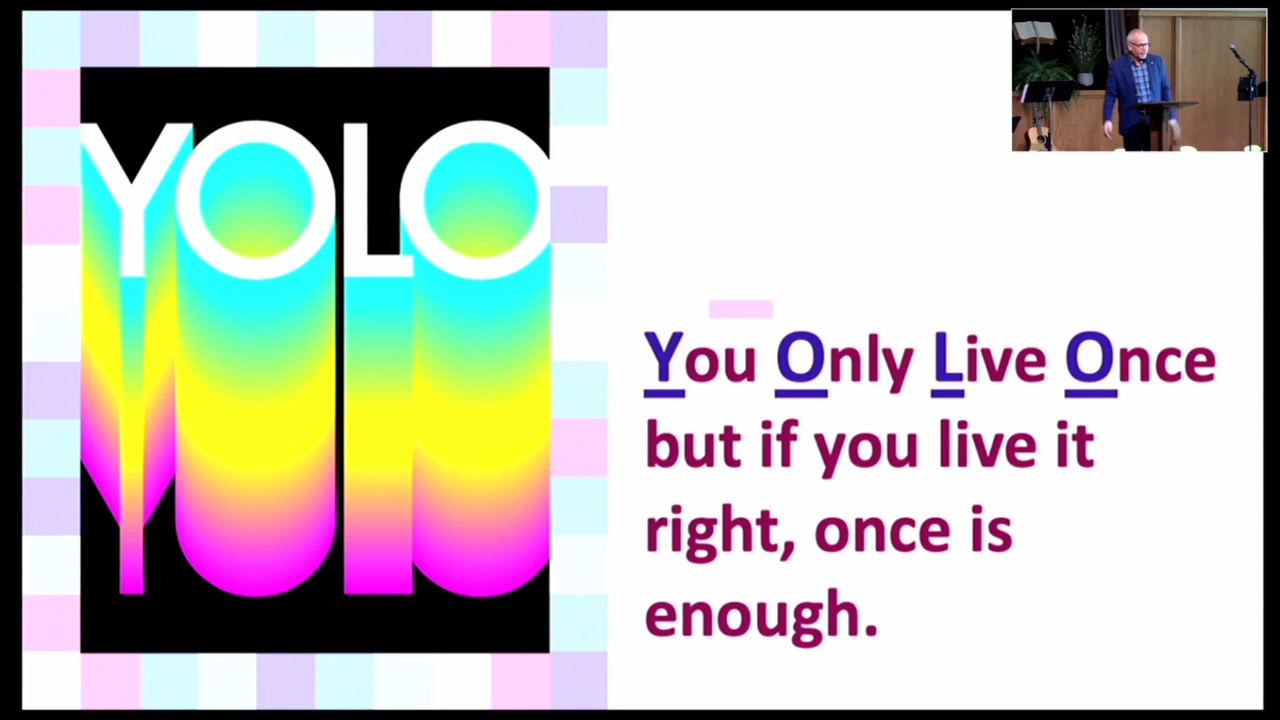 YOLO
You Only Live Once
but if you live it
right, once is
enough.